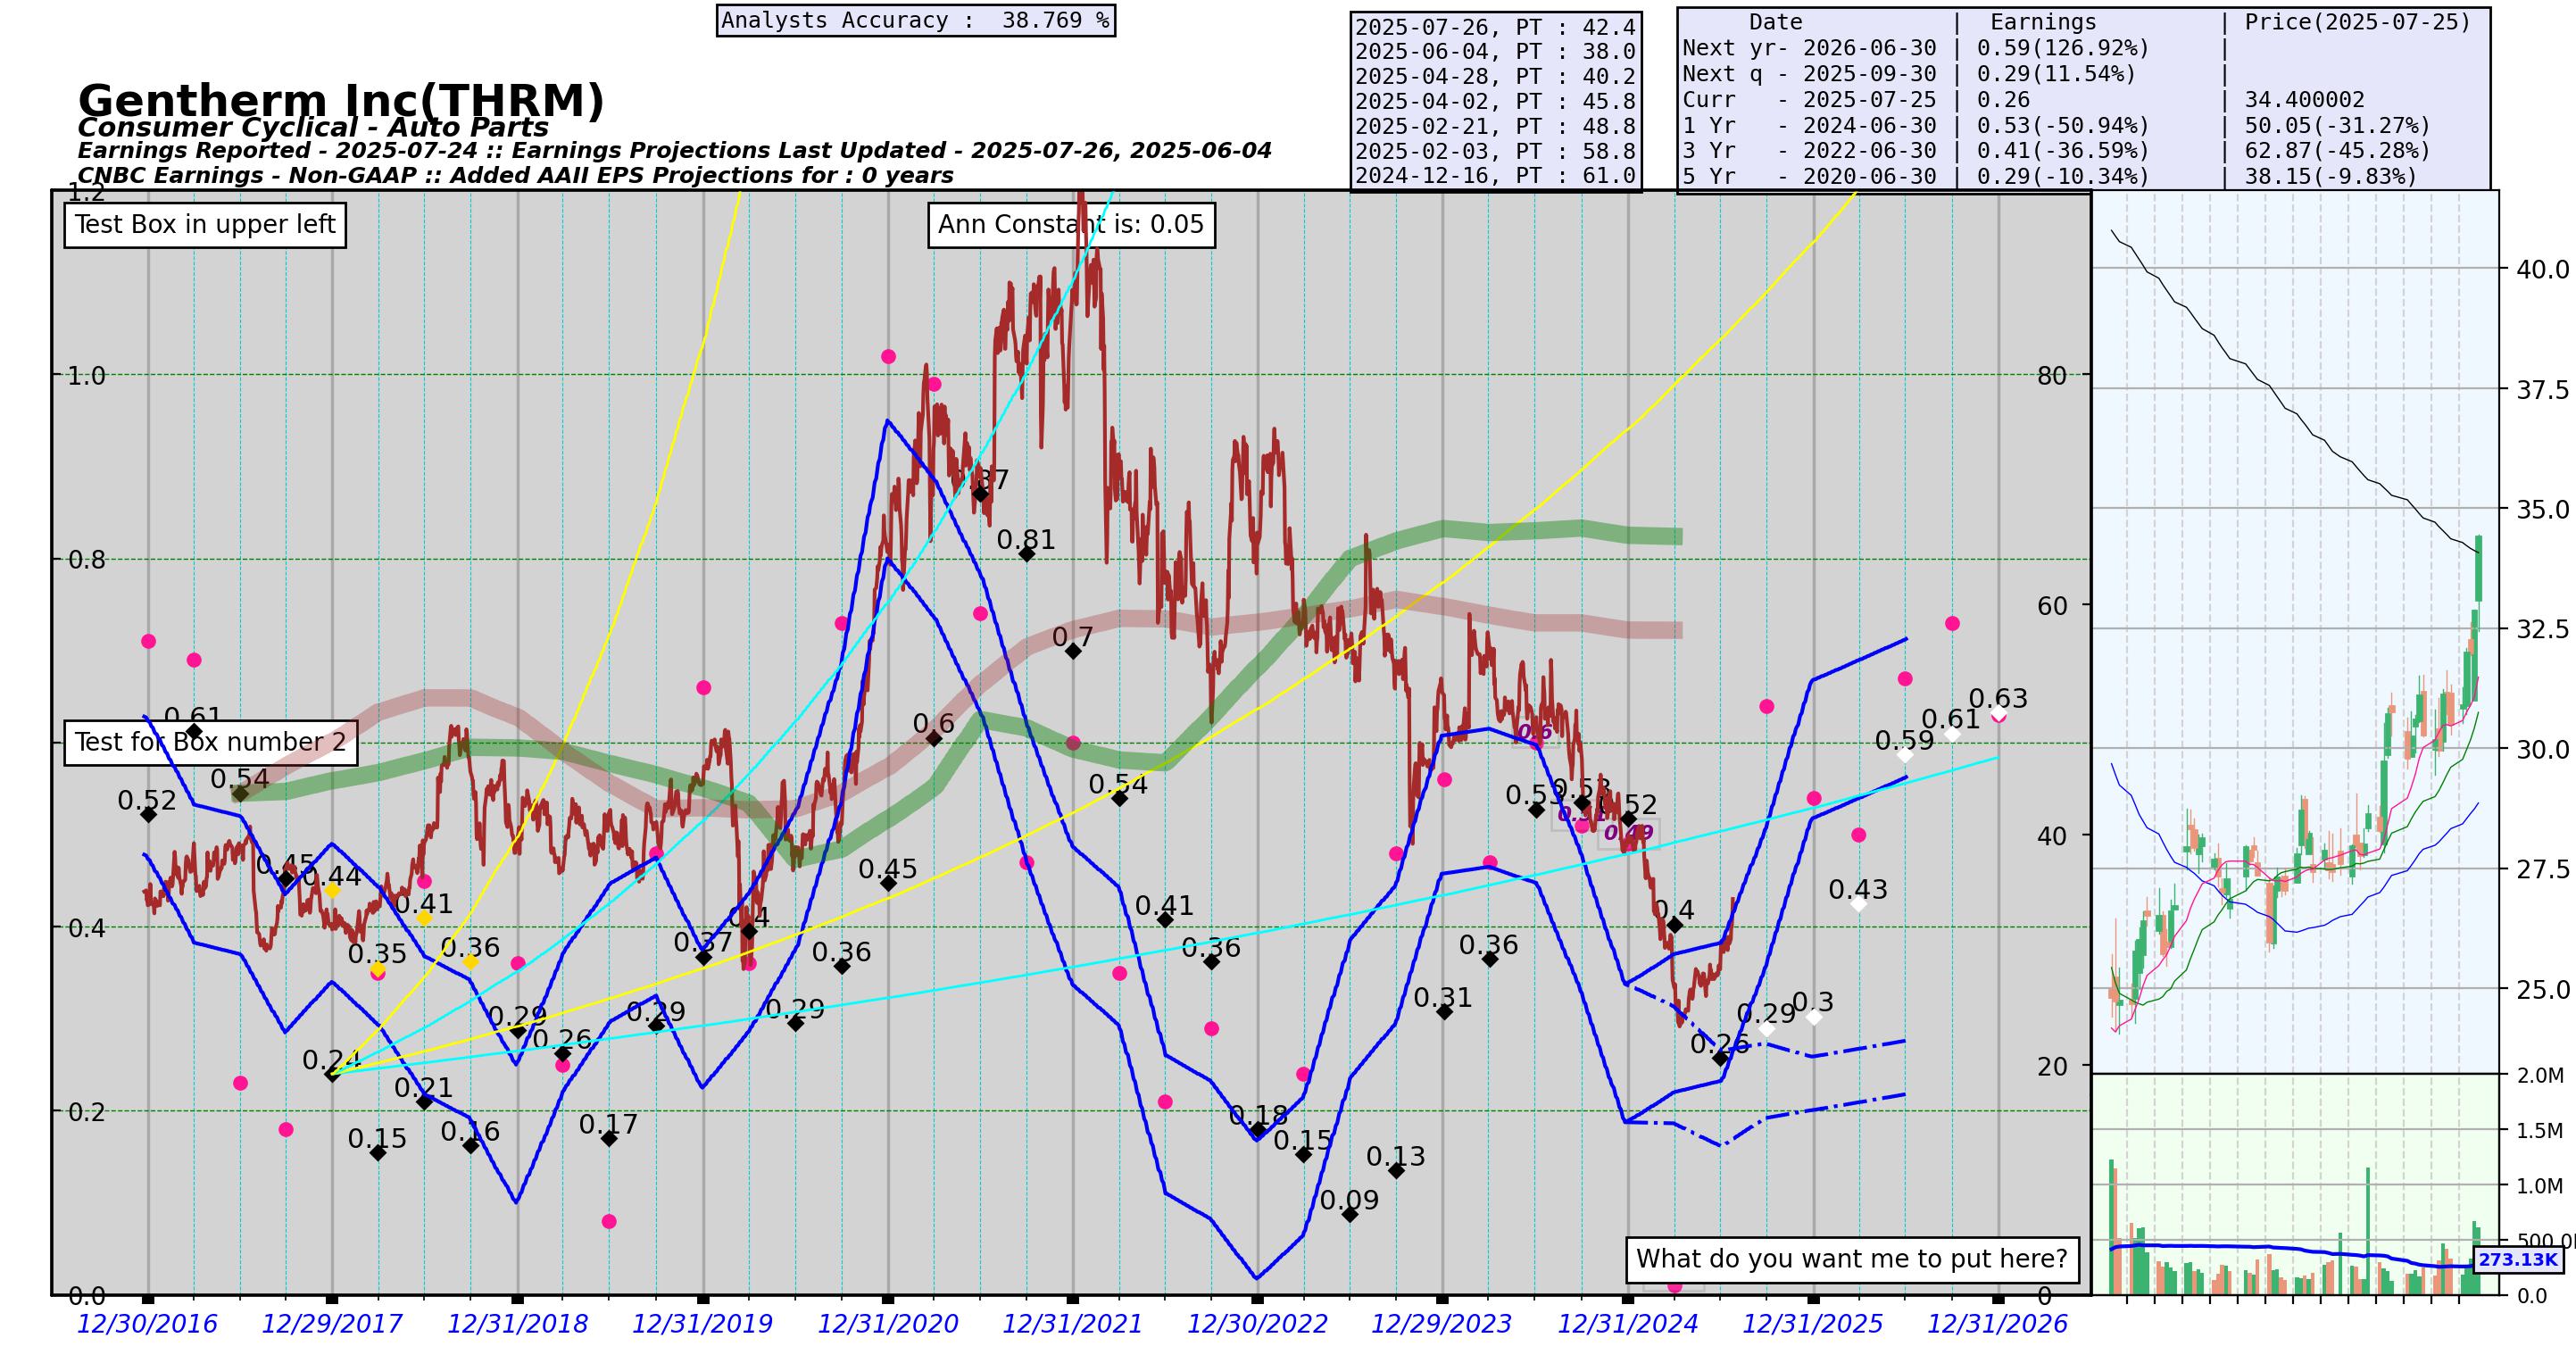 Analysts Accuracy :  38.769 %
2025-07-26, PT : 42.4
2025-06-04, PT : 38.0
2025-04-28, PT : 40.2
2025-04-02, PT : 45.8
2025-02-21, PT : 48.8
2025-02-03, PT : 58.8
2024-12-16, PT : 61.0
Date | Earnings | Price(2025-07-25)
Next yr- 2026-06-30 | 0.59(126.92%) |
Next q - 2025-09-30 | 0.29(11.54%) |
Curr - 2025-07-25 | 0.26 | 34.400002
1 Yr - 2024-06-30 | 0.53(-50.94%) | 50.05(-31.27%)
3 Yr - 2022-06-30 | 0.41(-36.59%) | 62.87(-45.28%)
5 Yr - 2020-06-30 | 0.29(-10.34%) | 38.15(-9.83%)
Gentherm Inc(THRM)
Consumer Cyclical - Auto Parts
Earnings Reported - 2025-07-24 :: Earnings Projections Last Updated - 2025-07-26, 2025-06-04
CNBC Earnings - Non-GAAP :: Added AAII EPS Projections for : 0 years
1.2
Test Box in upper left
Ann Constant is: 0.05
1.0
0.8
Test for Box number 2
0.4
0.2
0.0
0.52
0.61
0.54
0.45
0.44
0.24
0.35
0.15
0.41
0.21
0.36
0.16
0.29
0.26
0.17
0.29
0.37
0.4
0.29
0.36
0.45
0.6
0.87
0.81
0.7
0.54
0.41
0.36
0.18
0.15
0.09
0.13
0.31
0.36
0.6
0.53
0.53
0.51
0.52
0.49
0.4
0.26
0.29
0.3
0.43
0.59
0.61
0.63
80
60
40
20
0
What do you want me to put here?
40.0
37.5
35.0
32.5
30.0
27.5
25.0
2.0M
1.5M
1.0M
273.13K
0.0
12/30/2016
12/29/2017
12/31/2018
12/31/2019
12/31/2020
12/31/2021
12/30/2022
12/29/2023
12/31/2024
12/31/2025
12/31/2026